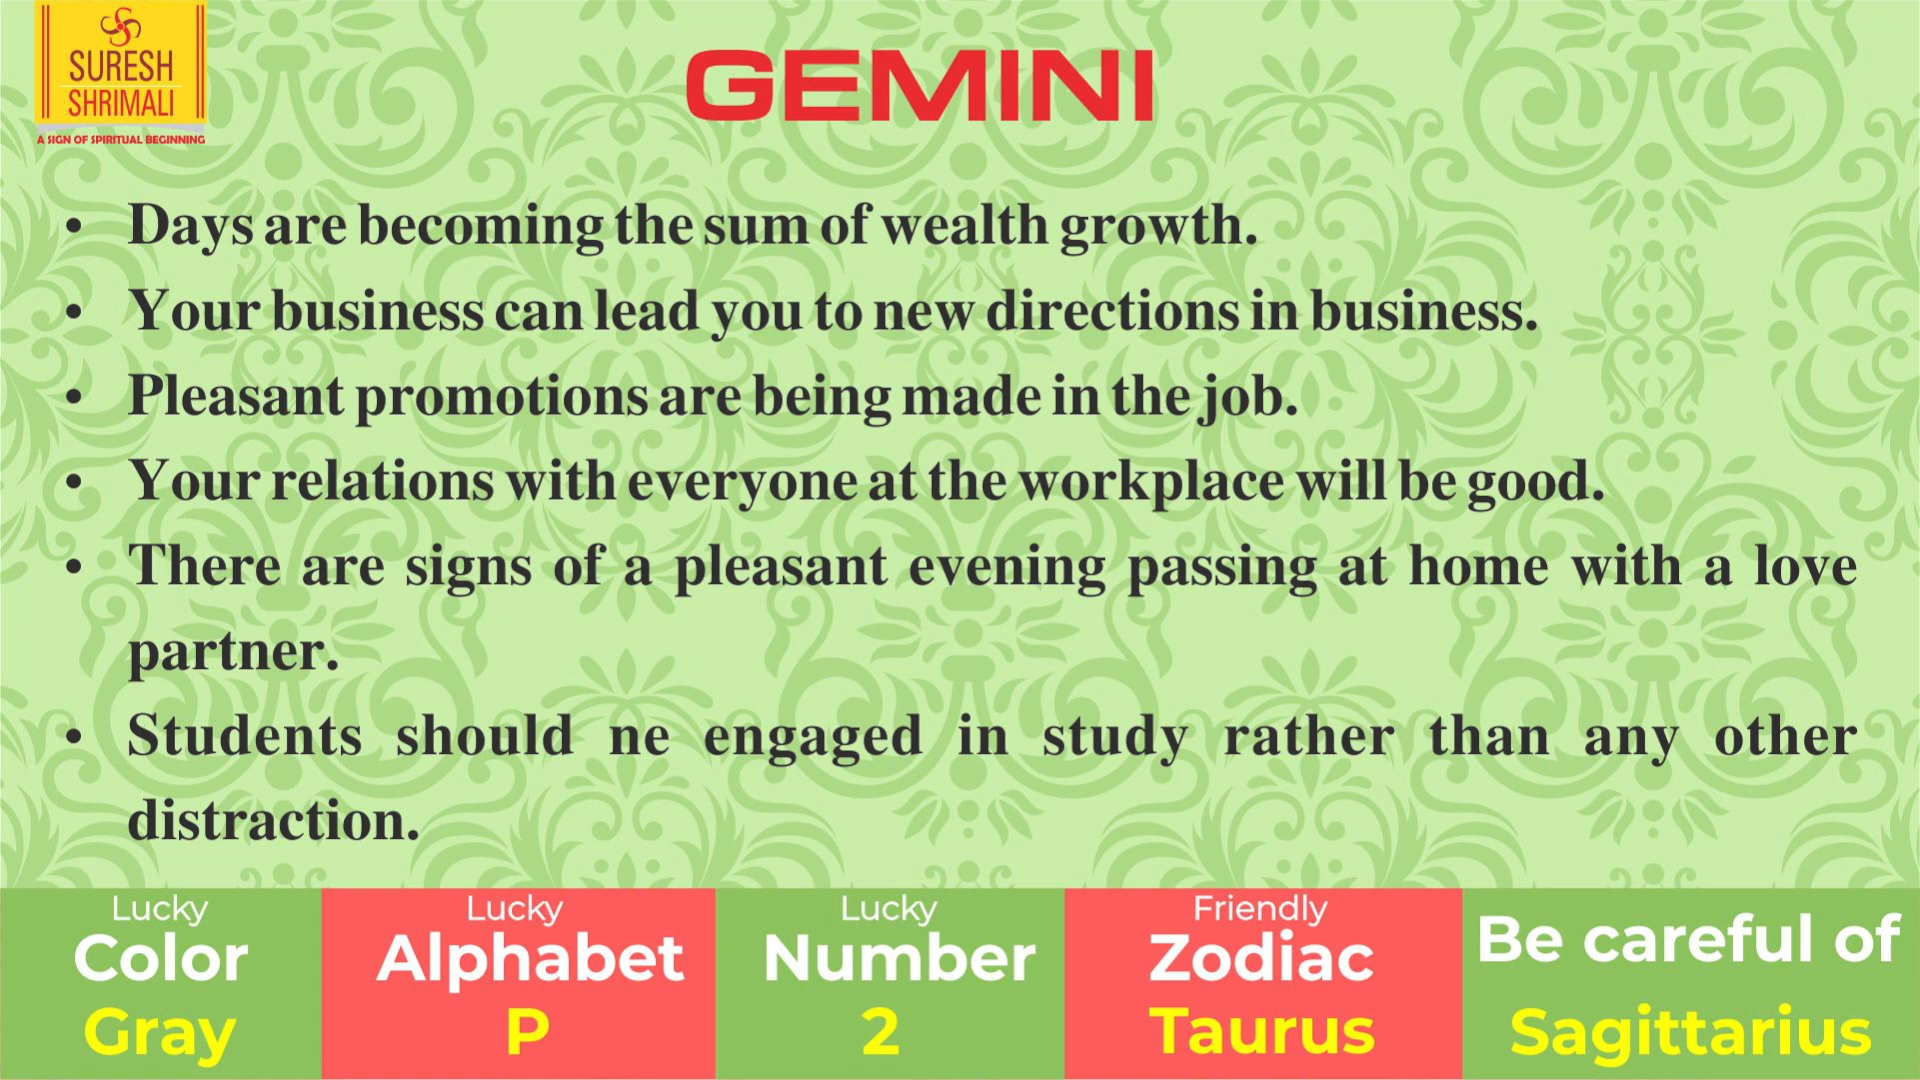 SURESH
SHRIMALI
A SIGN OF SPIRITUAL BEGINNING
GEMINI
• Days are becoming the sum of wealth growth.
• Your business can lead you to new directions in business.
• Pleasant promotions are being made in the job.
• Your relations with everyone at the workplace will be good.
• There are signs of a pleasant evening passing at home with a love
partner.
• Students should ne engaged in study rather than any other
distraction.
Lucky
Color
Gray
Lucky
Alphabet
P
Lucky
Number
2
Friendly
Zodiac
Taurus
Be careful of
Sagittarius